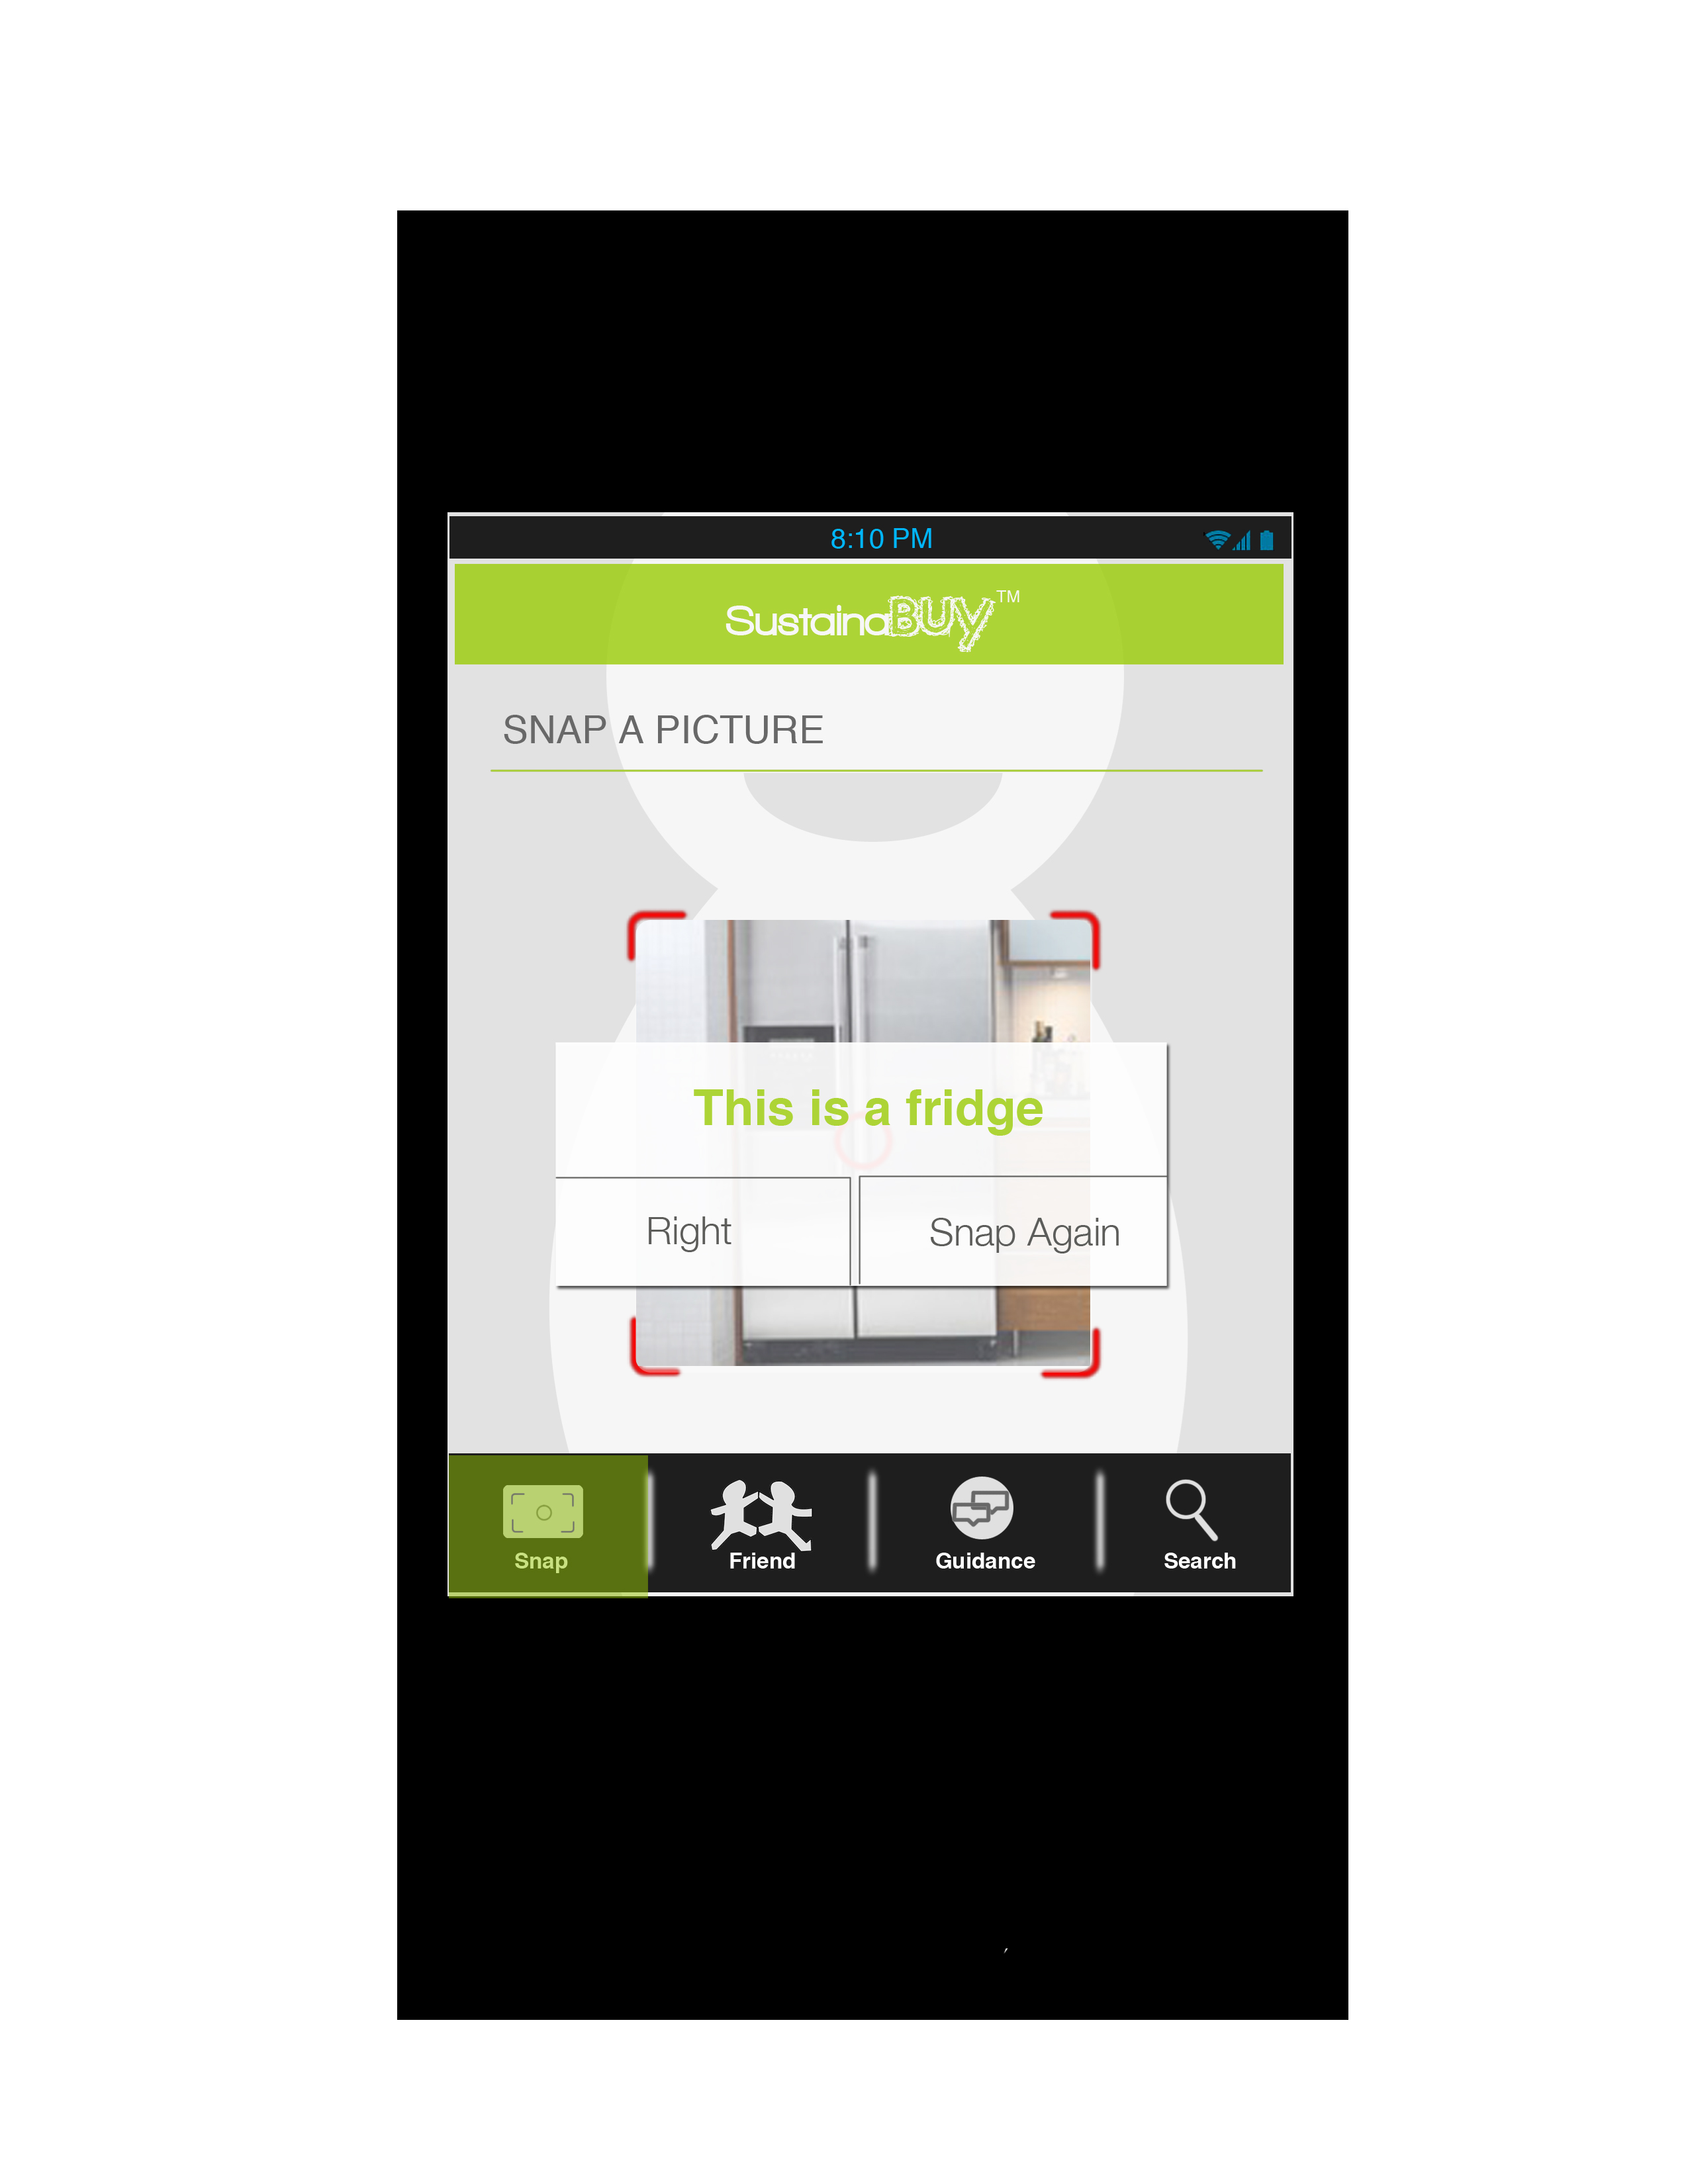 8:10 PM
SustainaBUY™
SNAP A PICTURE
This is a fridge
Right Snap Again
Snap Friend Guidance Search